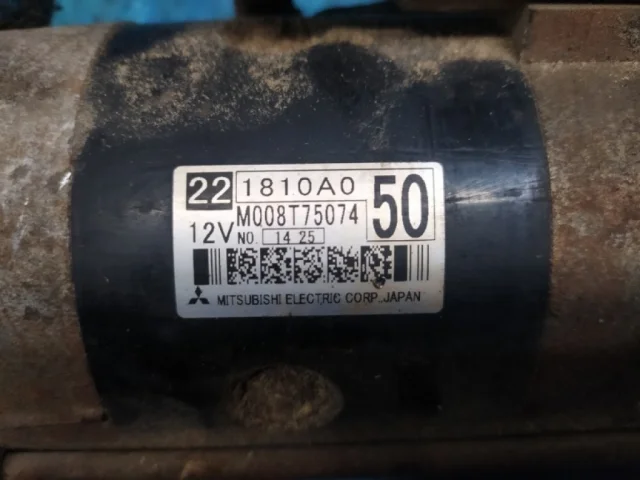 22 1810A0 50
12V M008T75074
NO. 14 25
MITSUBISHI ELECTRIC CORP. JAPAN